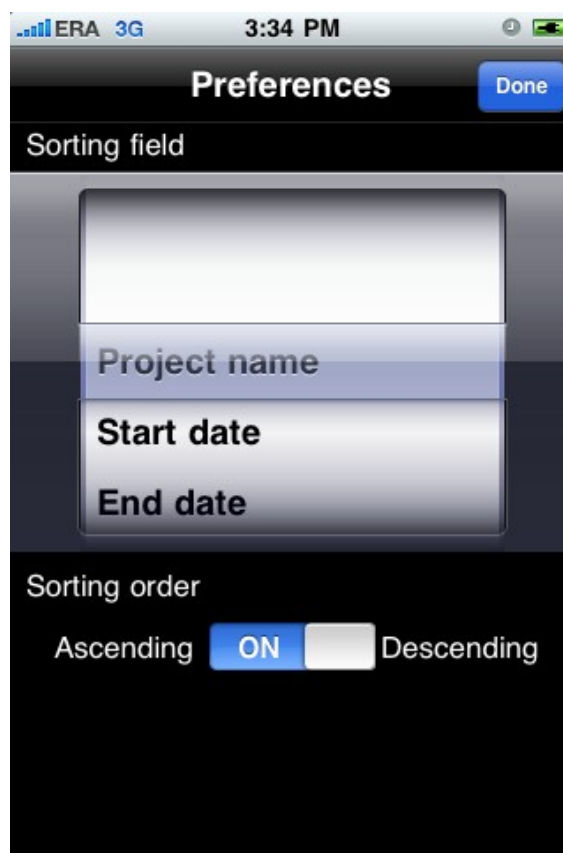 ERA 3G 3:34 PM
Preferences Done
Sorting field
Project name
Start date
End date
Sorting order
Ascending ON Descending